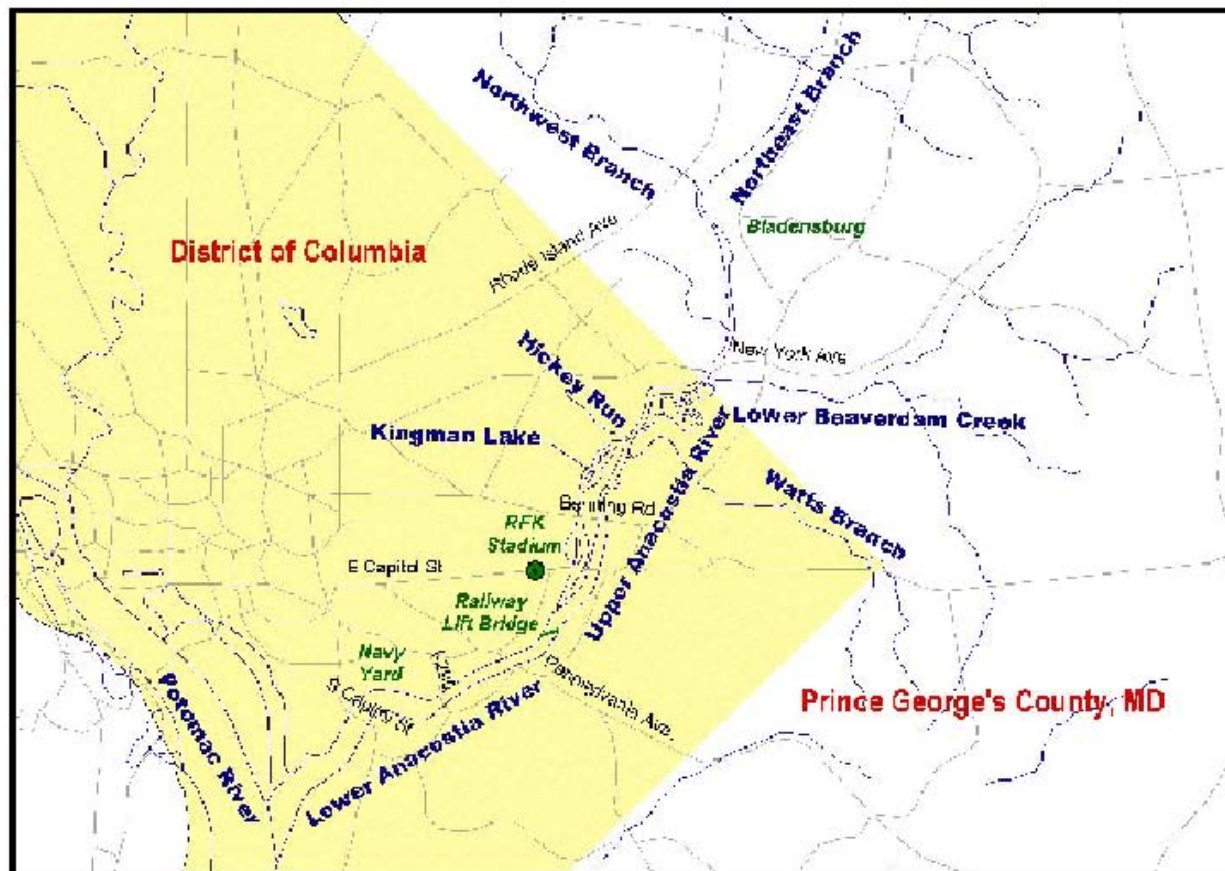 Northwest Branch
Northeast Branch
Bladensburg
District of Columbia
Rhode Island Ave
New York Ave
Hickey Run
Lower Beaverdam Creek
Kingman Lake
Watts Branch
Benning Rd
RFK
Stadium
E Capitol St
Upper Anacostia River
Railway
Lift Bridge
Navy
Yard
S Capitol St
Pennsylvania Ave
Prince George's County, MD
Potomac River
Lower Anacostia River